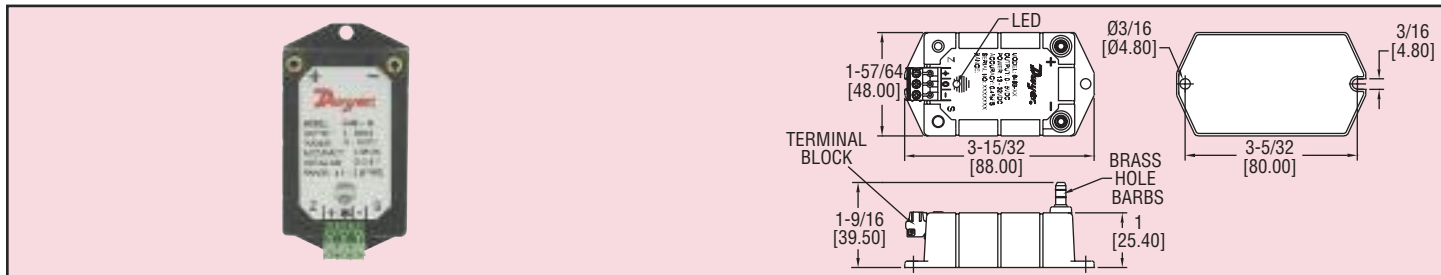 + −
Dwyer
Z + − S
LED
Z
S
+
−
Dwyer
1-57/64
[48.00]
3-15/32
[88.00]
Ø3/16
[Ø4.80]
3/16
[4.80]
3-5/32
[80.00]
TERMINAL
BLOCK
BRASS
HOLE
BARBS
1-9/16
[39.50]
1
[25.40]